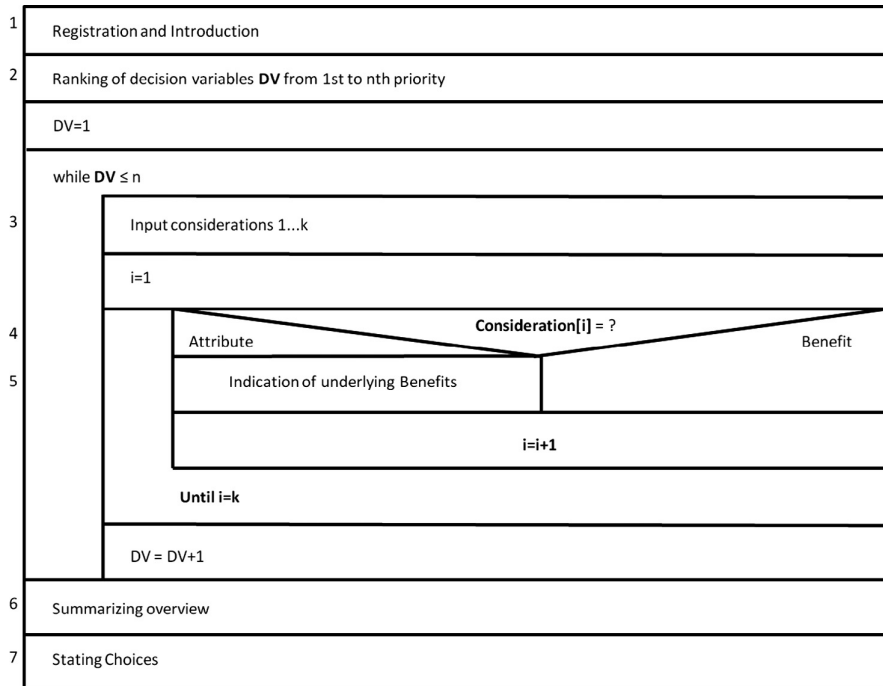 1
Registration and Introduction
2
Ranking of decision variables DV from 1st to nth priority
DV=1
while DV ≤ n
3
Input considerations 1...k
i=1
4
Consideration[i] = ?
Attribute
Benefit
5
Indication of underlying Benefits
i=i+1
Until i=k
DV = DV+1
6
Summarizing overview
7
Stating Choices